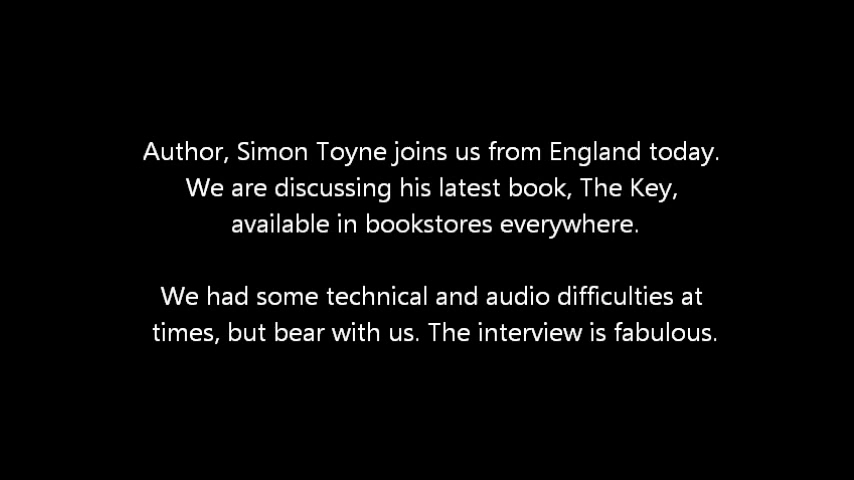 Author, Simon Toyne joins us from England today.
We are discussing his latest book, The Key,
available in bookstores everywhere.
We had some technical and audio difficulties at
times, but bear with us. The interview is fabulous.